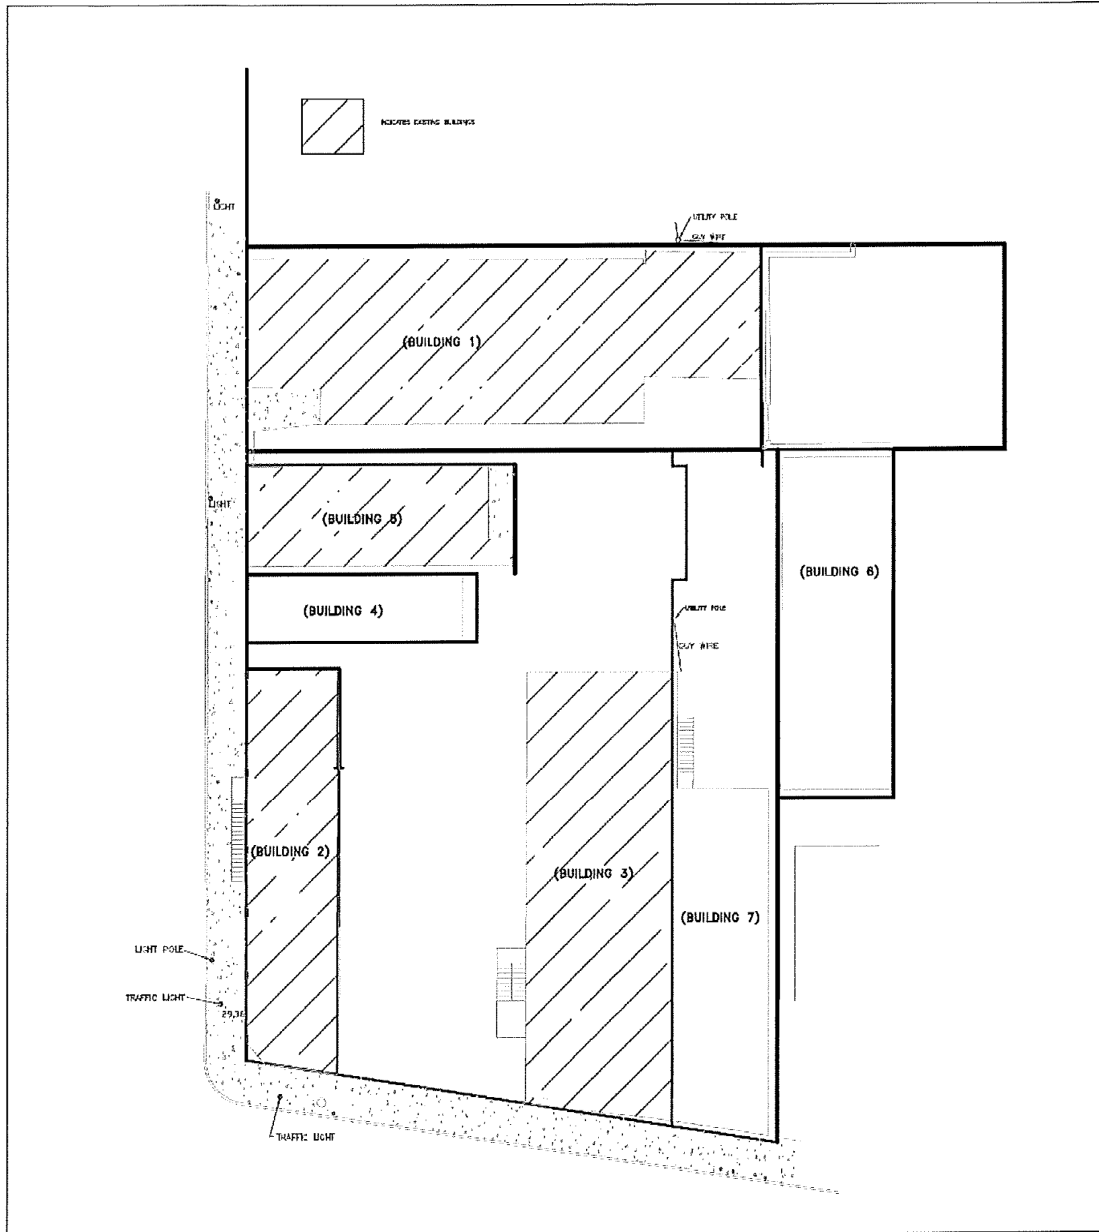 INDICATES EXISTING BUILDINGS
LIGHT
UTILITY POLE
GUY WIRE
(BUILDING 1)
LIGHT
(BUILDING 5)
(BUILDING 6)
(BUILDING 4)
UTILITY POLE
GUY WIRE
(BUILDING 2)
(BUILDING 3)
(BUILDING 7)
LIGHT POLE
TRAFFIC LIGHT
TRAFFIC LIGHT